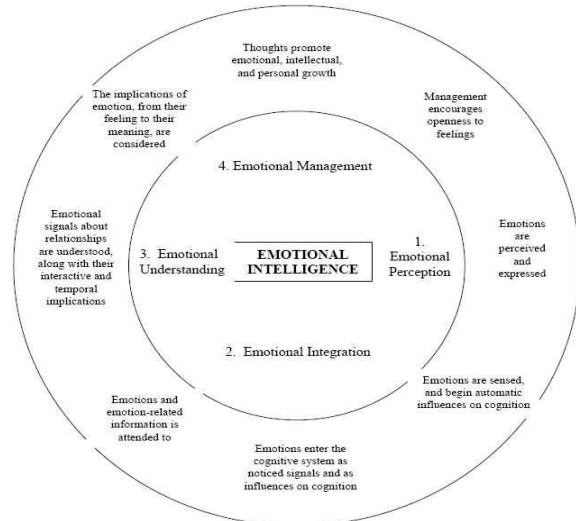 Thoughts promote
emotional, intellectual,
and personal growth
The implications of
emotion, from their
feeling to their
meaning, are
considered
Management
encourages
openness to
feelings
4. Emotional Management
Emotional
signals about
relationships
are understood,
along with their
interactive and
temporal
implications
3. Emotional
Understanding
EMOTIONAL
INTELLIGENCE
1.
Emotional
Perception
Emotions
are
perceived
and
expressed
2. Emotional Integration
Emotions are sensed,
and begin automatic
influences on cognition
Emotions and
emotion-related
information is
attended to
Emotions enter the
cognitive system as
noticed signals and as
influences on cognition